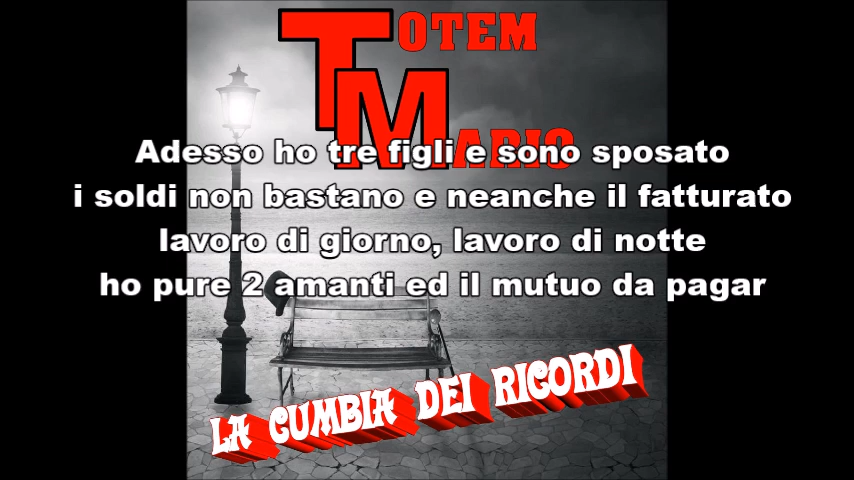 TOTEM
MARIO
Adesso ho tre figli e sono sposato
i soldi non bastano e neanche il fatturato
lavoro di giorno, lavoro di notte
ho pure 2 amanti ed il mutuo da pagar
LA CUMBIA DEI RICORDI